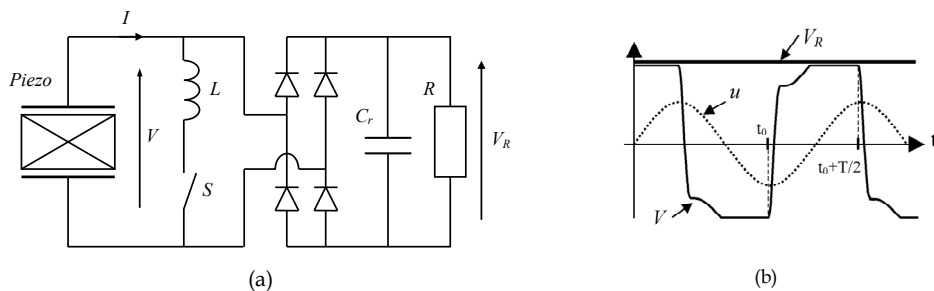 I
Piezo
V
L
S
C_r
R
V_R
(a)
V_R
u
t_0
t
t_0+T/2
V
(b)